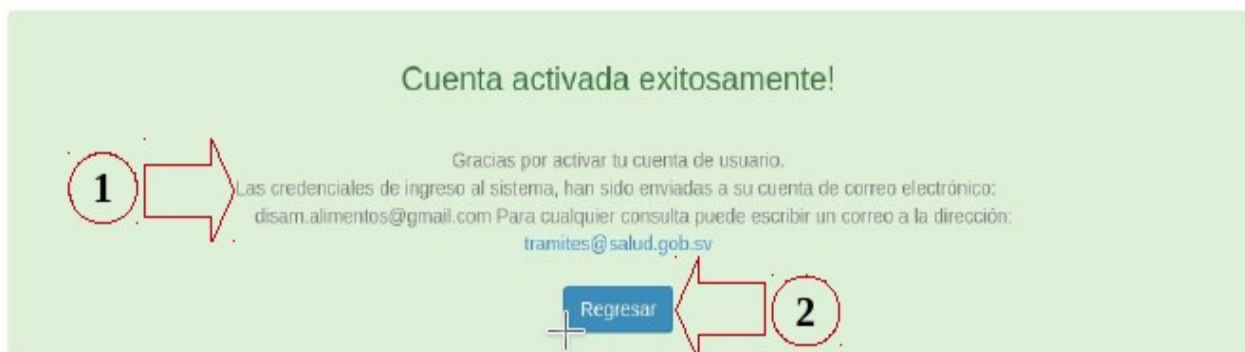 Cuenta activada exitosamente!
1
Gracias por activar tu cuenta de usuario.
Las credenciales de ingreso al sistema, han sido enviadas a su cuenta de correo electrónico:
disam.alimentos@gmail.com Para cualquier consulta puede escribir un correo a la dirección:
tramites@salud.gob.sv
Regresar
2